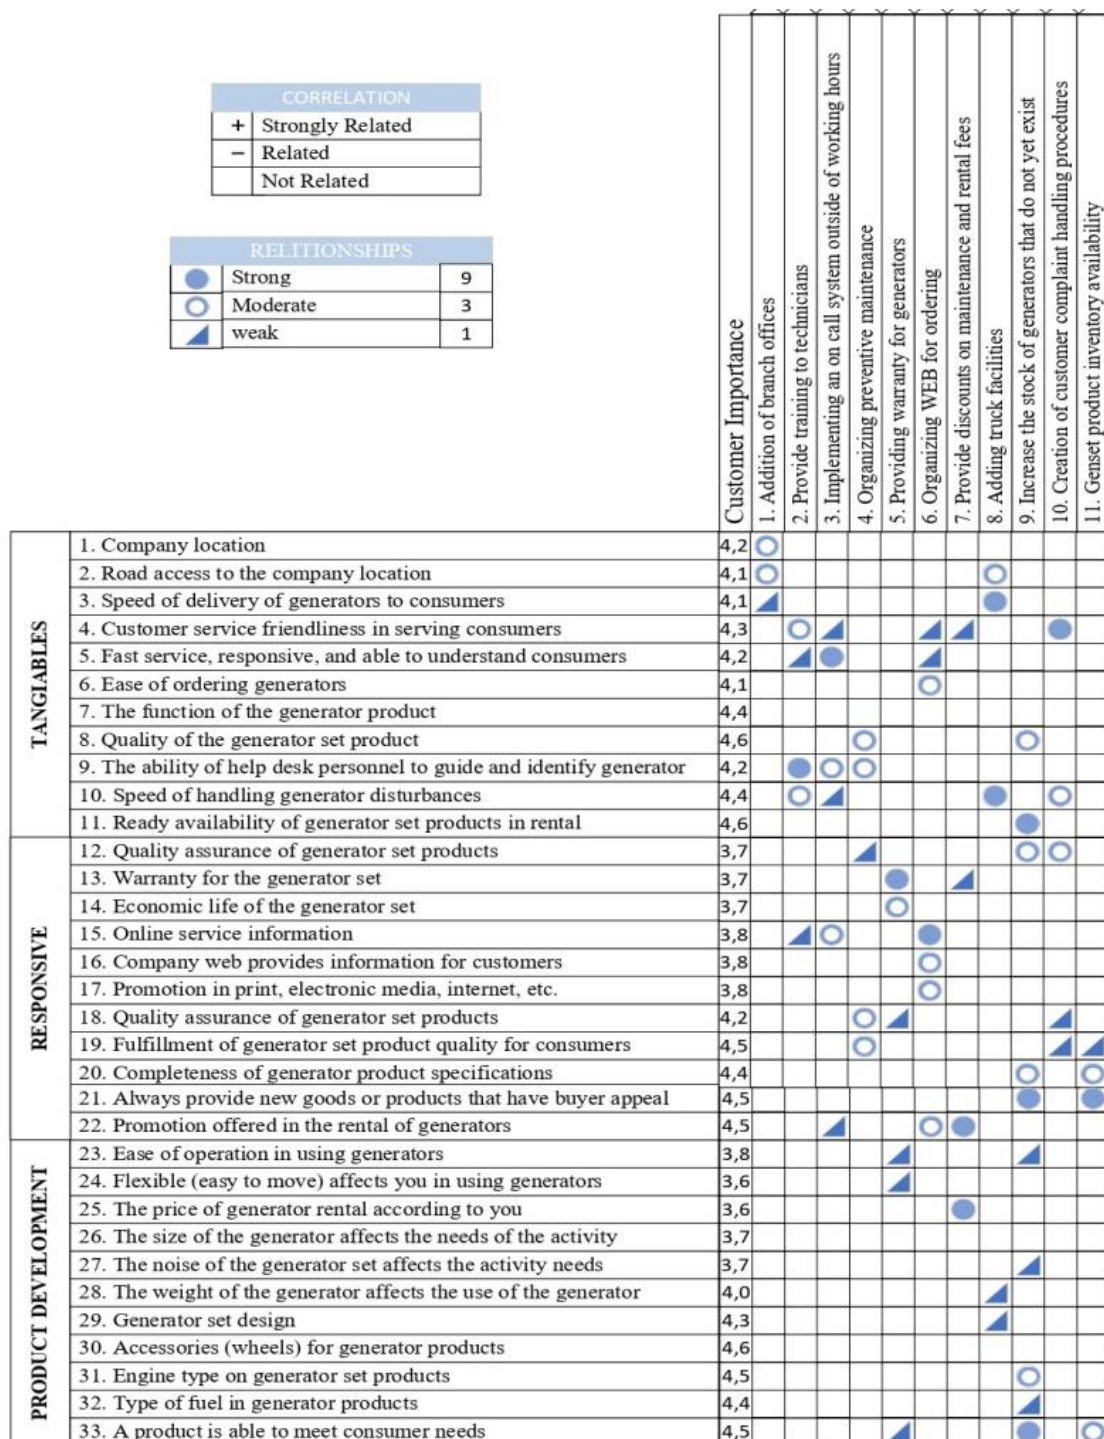 CORRELATION
+ Strongly Related
− Related
Not Related
RELITIONSHIPS
Strong 9
Moderate 3
weak 1
Customer Importance
1. Addition of branch offices
2. Provide training to technicians
3. Implementing an on call system outside of working hours
4. Organizing preventive maintenance
5. Providing warranty for generators
6. Organizing WEB for ordering
7. Provide discounts on maintenance and rental fees
8. Adding truck facilities
9. Increase the stock of generators that do not yet exist
10. Creation of customer complaint handling procedures
11. Genset product inventory availability
TANGIABLES
1. Company location 4,2
2. Road access to the company location 4,1
3. Speed of delivery of generators to consumers 4,1
4. Customer service friendliness in serving consumers 4,3
5. Fast service, responsive, and able to understand consumers 4,2
6. Ease of ordering generators 4,1
7. The function of the generator product 4,4
8. Quality of the generator set product 4,6
9. The ability of help desk personnel to guide and identify generator 4,2
10. Speed of handling generator disturbances 4,4
11. Ready availability of generator set products in rental 4,6
RESPONSIVE
12. Quality assurance of generator set products 3,7
13. Warranty for the generator set 3,7
14. Economic life of the generator set 3,7
15. Online service information 3,8
16. Company web provides information for customers 3,8
17. Promotion in print, electronic media, internet, etc. 3,8
18. Quality assurance of generator set products 4,2
19. Fulfillment of generator set product quality for consumers 4,5
20. Completeness of generator product specifications 4,4
21. Always provide new goods or products that have buyer appeal 4,5
22. Promotion offered in the rental of generators 4,5
PRODUCT DEVELOPMENT
23. Ease of operation in using generators 3,8
24. Flexible (easy to move) affects you in using generators 3,6
25. The price of generator rental according to you 3,6
26. The size of the generator affects the needs of the activity 3,7
27. The noise of the generator set affects the activity needs 3,7
28. The weight of the generator affects the use of the generator 4,0
29. Generator set design 4,3
30. Accessories (wheels) for generator products 4,6
31. Engine type on generator set products 4,5
32. Type of fuel in generator products 4,4
33. A product is able to meet consumer needs 4,5